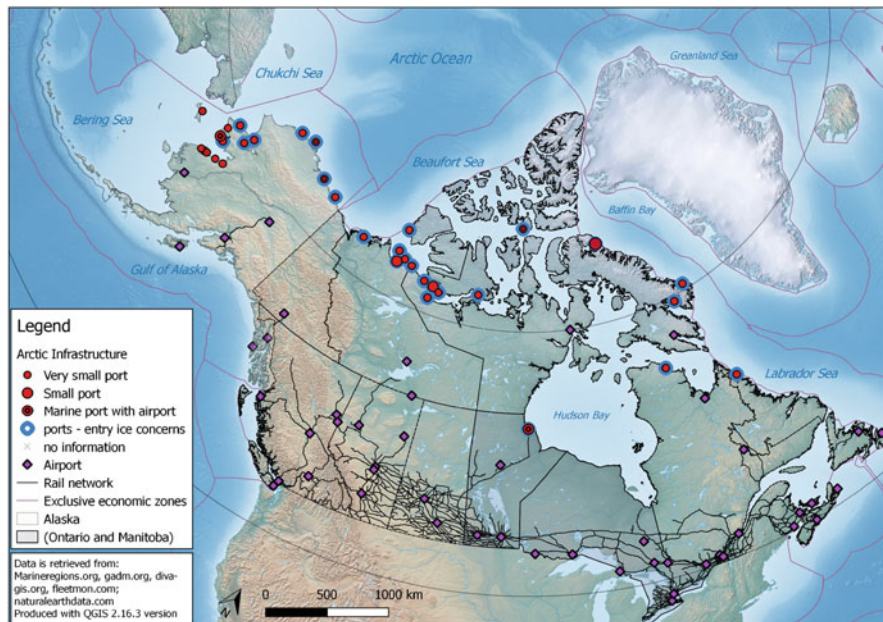 Greenland Sea
Arctic Ocean
Chukchi Sea
Bering Sea
Beaufort Sea
Baffin Bay
Gulf of Alaska
Labrador Sea
Hudson Bay
Legend
Arctic Infrastructure
Very small port
Small port
Marine port with airport
ports - entry ice concerns
no information
Airport
Rail network
Exclusive economic zones
Alaska
(Ontario and Manitoba)
Data is retrieved from:
Marineregions.org, gadm.org, diva-
gis.org, fleetmon.com;
naturalearthdata.com
Produced with QGIS 2.16.3 version
0 500 1000 km